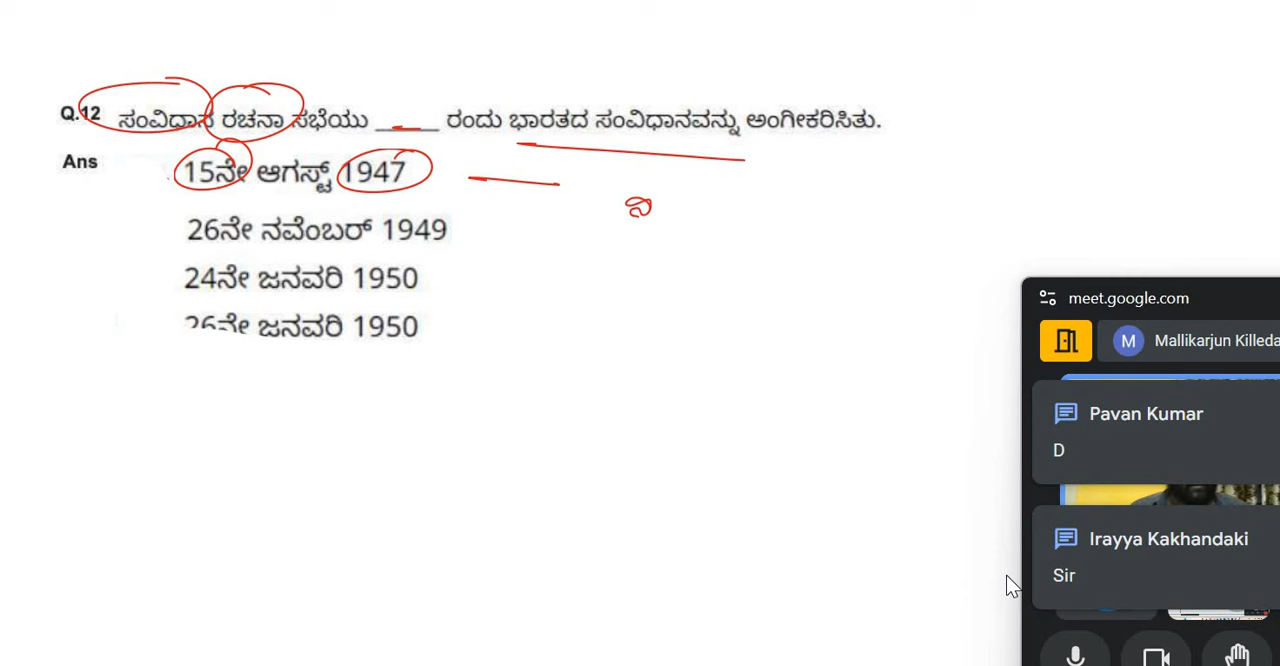 Q.12 ಸಂವಿದಾನ ರಚನಾ ಸಭೆಯು _____ ರಂದು ಭಾರತದ ಸಂವಿಧಾನವನ್ನು ಅಂಗೀಕರಿಸಿತು.
Ans 15ನೇ ಆಗಸ್ಟ್ 1947
26ನೇ ನವೆಂಬರ್ 1949
24ನೇ ಜನವರಿ 1950
26ನೇ ಜನವರಿ 1950
meet.google.com
M Mallikarjun Killeda
Pavan Kumar
D
Irayya Kakhandaki
Sir